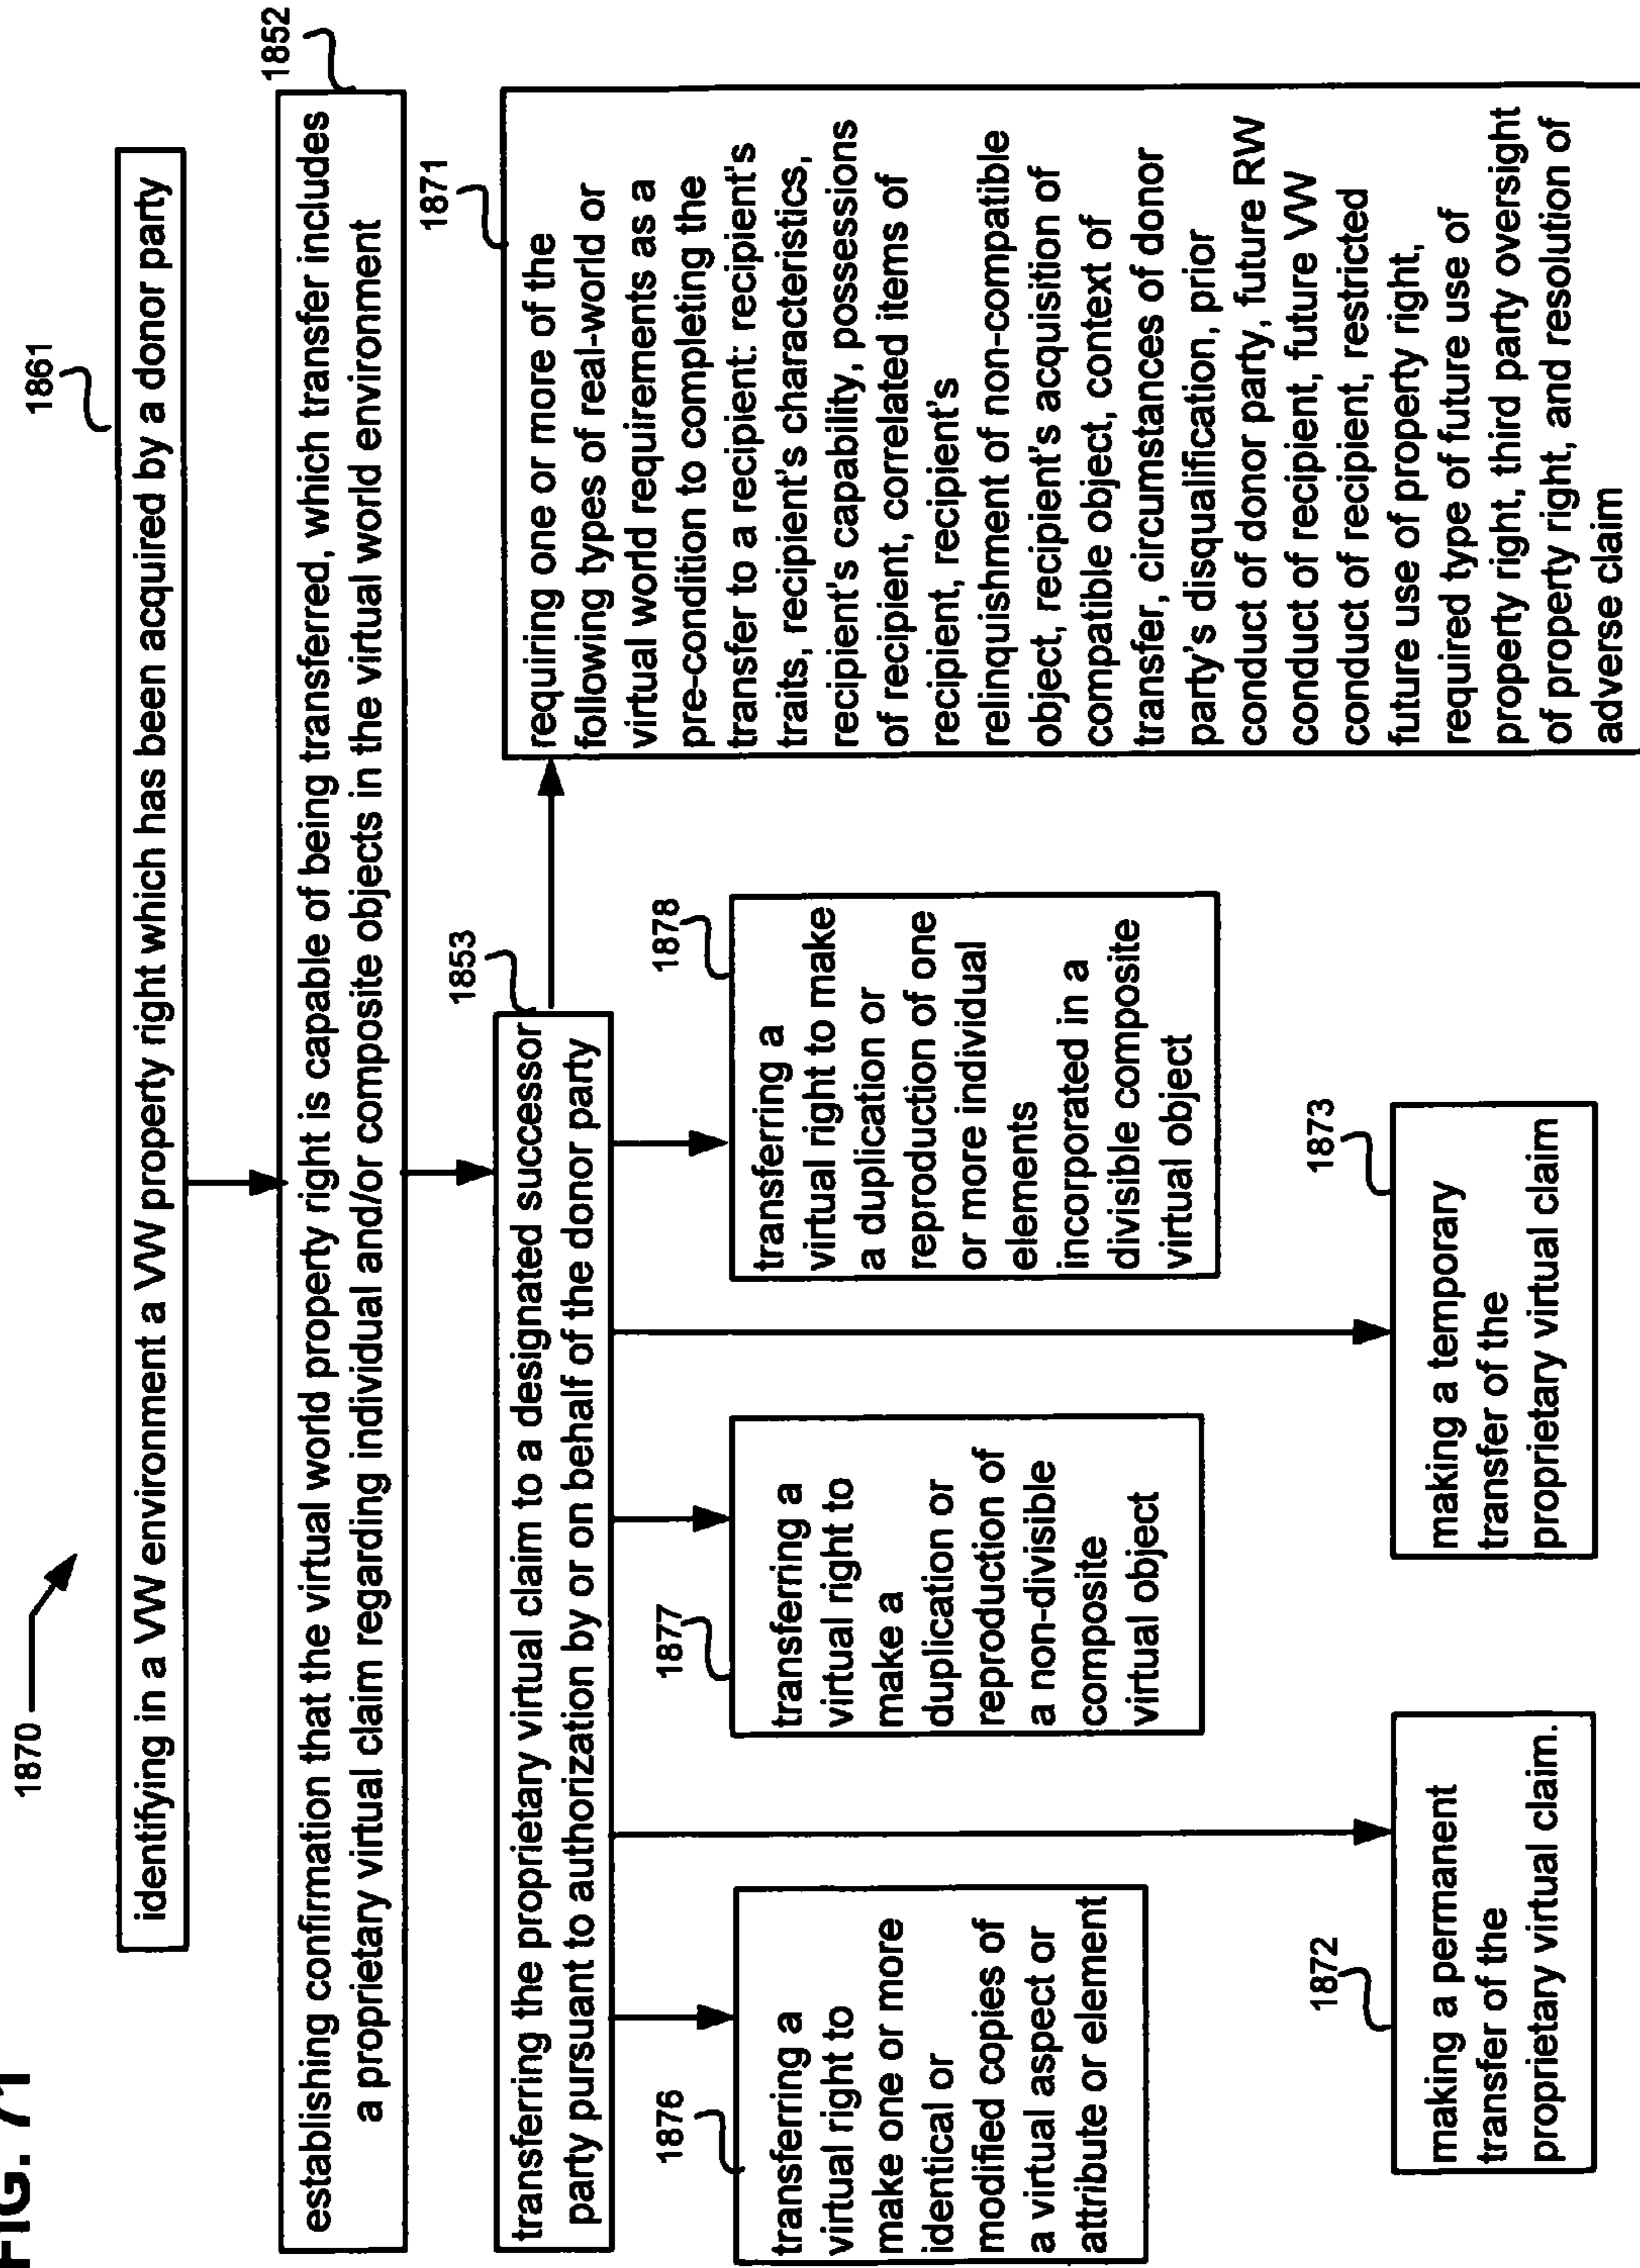 FIG. 71
1870
1861
identifying in a VW environment a VW property right which has been acquired by a donor party
1852
establishing confirmation that the virtual world property right is capable of being transferred, which transfer includes
a proprietary virtual claim regarding individual and/or composite objects in the virtual world environment
1853
transferring the proprietary virtual claim to a designated successor
party pursuant to authorization by or on behalf of the donor party
1871
requiring one or more of the
following types of real-world or
virtual world requirements as a
pre-condition to completing the
transfer to a recipient: recipient's
traits, recipient's characteristics,
recipient's capability, possessions
of recipient, correlated items of
recipient, recipient's
relinquishment of non-compatible
object, recipient's acquisition of
compatible object, context of
transfer, circumstances of donor
party's disqualification, prior
conduct of donor party, future RW
conduct of recipient, future VW
conduct of recipient, restricted
future use of property right,
required type of future use of
property right, third party oversight
of property right, and resolution of
adverse claim
1876
transferring a
virtual right to
make one or more
identical or
modified copies of
a virtual aspect or
attribute or element
1877
transferring a
virtual right to
make a
duplication or
reproduction of
a non-divisible
composite
virtual object
1878
transferring a
virtual right to make
a duplication or
reproduction of one
or more individual
elements
incorporated in a
divisible composite
virtual object
1872
making a permanent
transfer of the
proprietary virtual claim.
1873
making a temporary
transfer of the
proprietary virtual claim